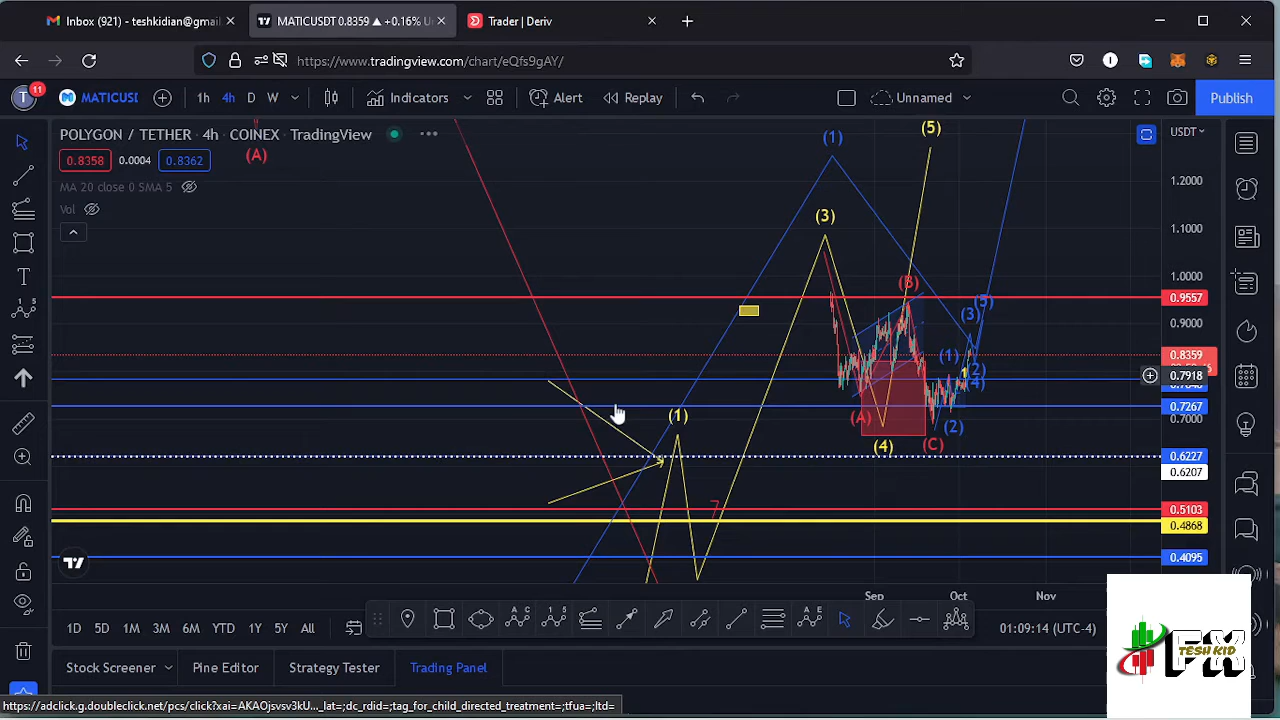 Inbox (921) - teshkidian@gmail
MATICUSDT 0.8359 ▲ +0.16% U
Trader | Deriv
https://www.tradingview.com/chart/eQfs9gAY/
T
11
MATICUSD
1h
4h
D
W
Indicators
Alert
Replay
Unnamed
Publish
POLYGON / TETHER · 4h · COINEX · TradingView
USDT
0.8358
0.0004
0.8362
(A)
MA 20 close 0 SMA 5
Vol
1.2000
1.1000
1.0000
0.9557
0.9000
0.8359
0.7918
0.7267
0.7000
0.6227
0.6207
0.5103
0.4868
0.4095
(1)
(5)
(3)
(B)
(3)
(5)
(1)
(2)
(4)
(A)
(1)
(2)
(4)
(C)
Sep
Oct
Nov
1D
5D
1M
3M
6M
YTD
1Y
5Y
All
01:09:14 (UTC-4)
Stock Screener
Pine Editor
Strategy Tester
Trading Panel
FX
TESH KID